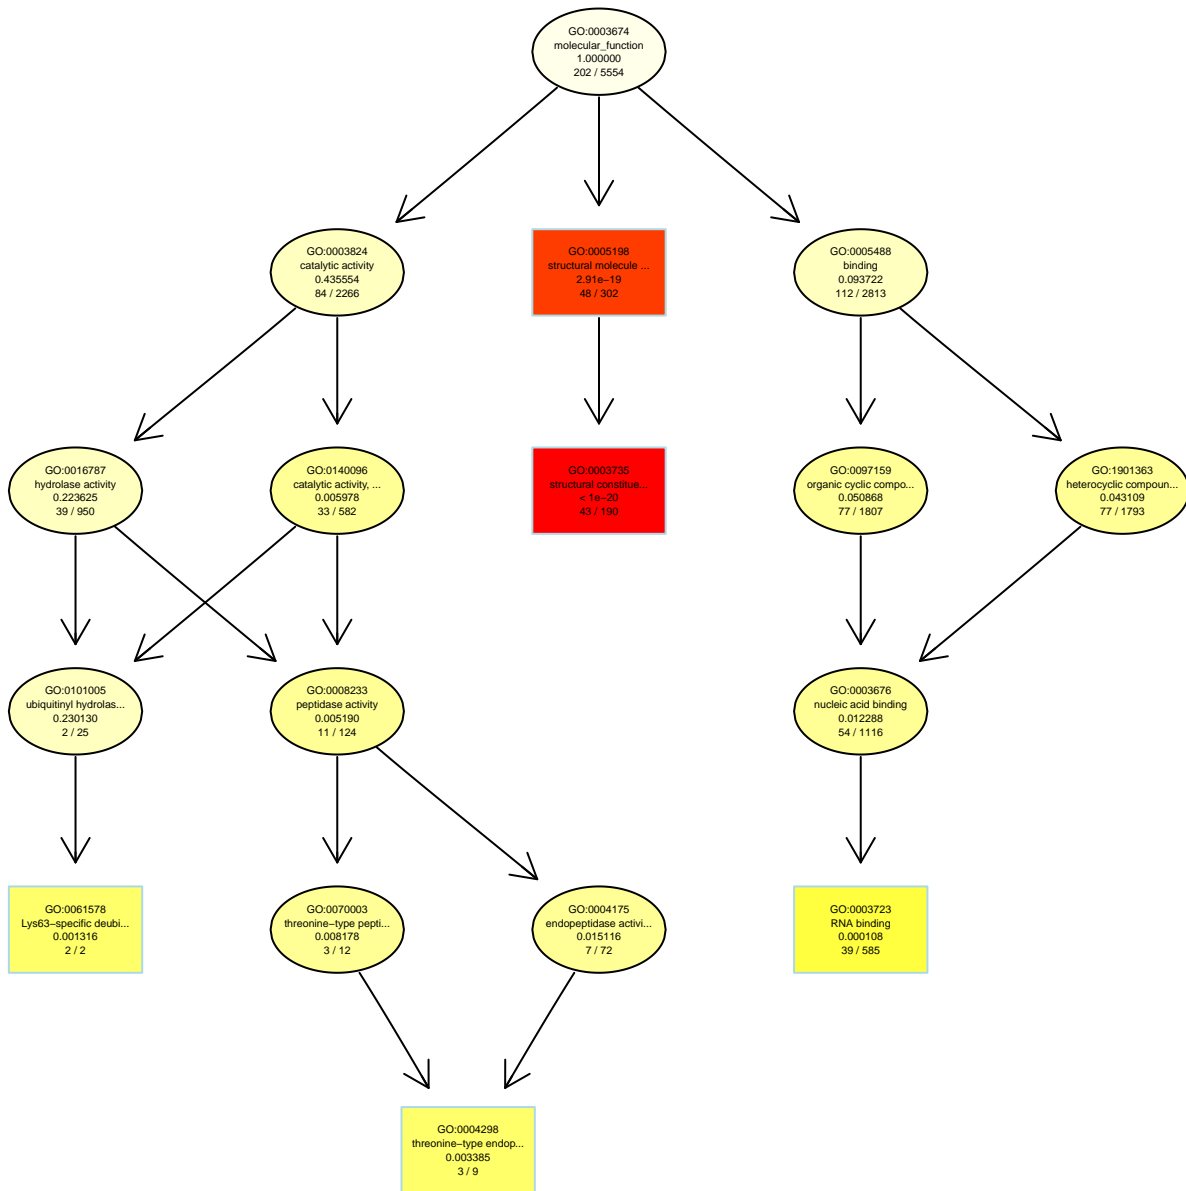 GO:0003674
molecular_function
1.000000
202 / 5554
GO:0003824
catalytic activity
0.435554
84 / 2266
GO:0005198
structural molecule ...
2.91e−19
48 / 302
GO:0005488
binding
0.093722
112 / 2813
GO:0016787
hydrolase activity
0.223625
39 / 950
GO:0140096
catalytic activity, ...
0.005978
33 / 582
GO:0003735
structural constitue...
< 1e−20
43 / 190
GO:0097159
organic cyclic compo...
0.050868
77 / 1807
GO:1901363
heterocyclic compoun...
0.043109
77 / 1793
GO:0101005
ubiquitinyl hydrolas...
0.230130
2 / 25
GO:0008233
peptidase activity
0.005190
11 / 124
GO:0003676
nucleic acid binding
0.012288
54 / 1116
GO:0061578
Lys63−specific deubi...
0.001316
2 / 2
GO:0070003
threonine−type pepti...
0.008178
3 / 12
GO:0004175
endopeptidase activi...
0.015116
7 / 72
GO:0003723
RNA binding
0.000108
39 / 585
GO:0004298
threonine−type endop...
0.003385
3 / 9